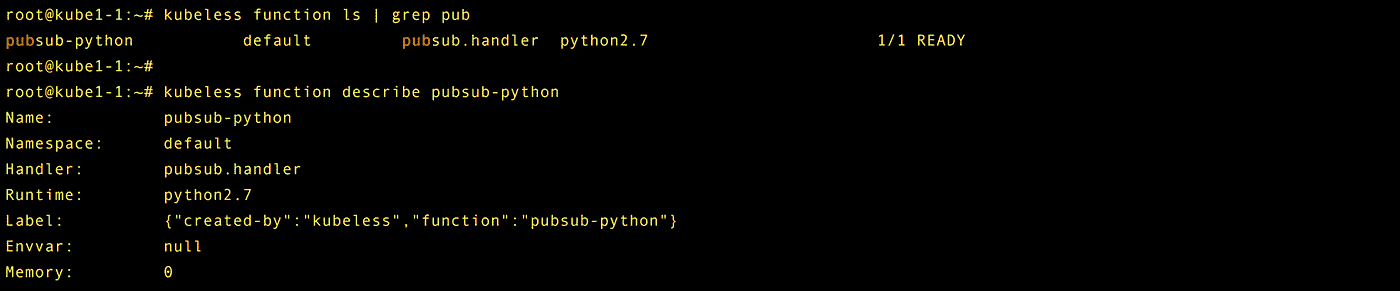 root@kube1-1:~# kubeless function ls | grep pub
pubsub-python           default         pubsub.handler  python2.7                       1/1 READY
root@kube1-1:~#
root@kube1-1:~# kubeless function describe pubsub-python
Name:           pubsub-python
Namespace:      default
Handler:        pubsub.handler
Runtime:        python2.7
Label:          {"created-by":"kubeless","function":"pubsub-python"}
Envvar:         null
Memory:         0